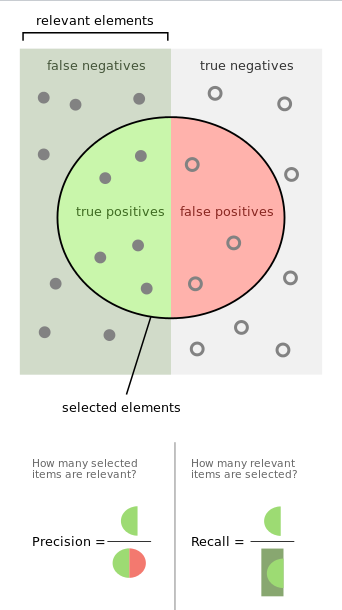 relevant elements
false negatives
true negatives
true positives
false positives
selected elements
How many selected
items are relevant?
How many relevant
items are selected?
Precision =
Recall =